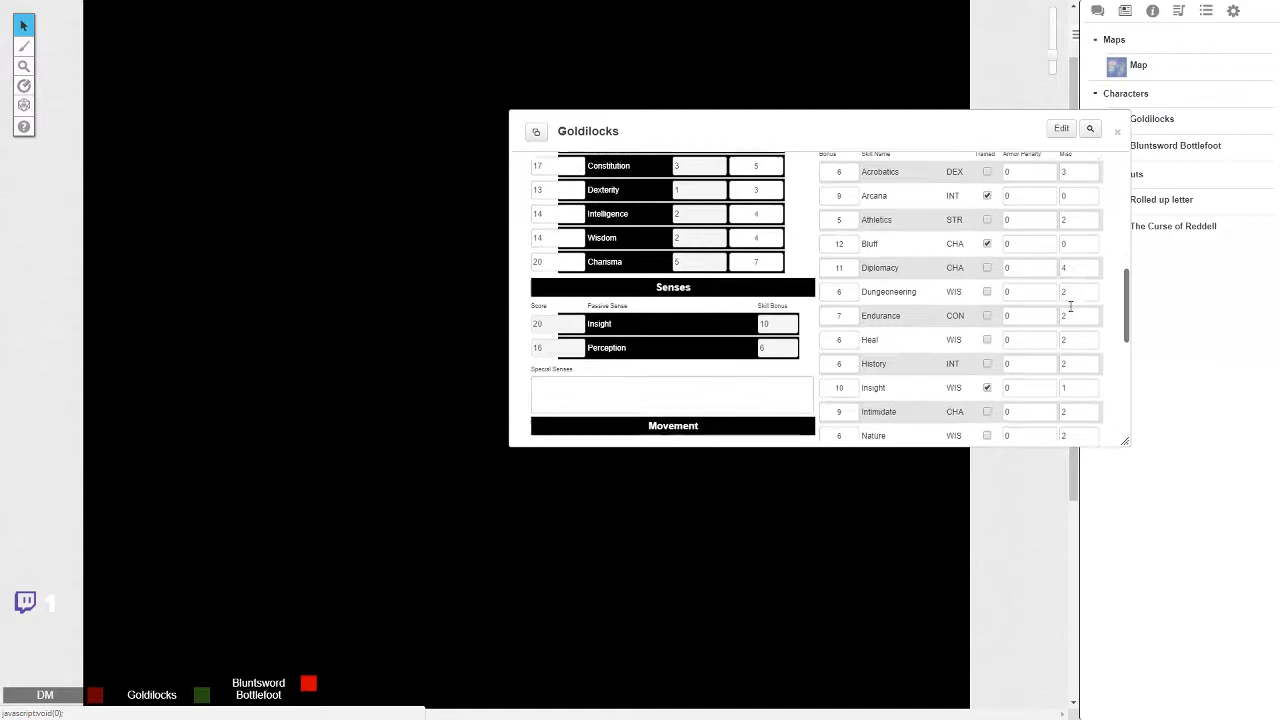 Maps
Map
Characters
Goldilocks
Bluntsword Bottlefoot
uts
Rolled up letter
The Curse of Reddell
Goldilocks
Edit
17 Constitution 3 5
13 Dexterity 1 3
14 Intelligence 2 4
14 Wisdom 2 4
20 Charisma 5 7
Senses
Score Passive Sense Skill Bonus
20 Insight 10
16 Perception 6
Special Senses
Movement
Bonus Skill Name Trained Armor Penalty Misc
6 Acrobatics DEX 0 3
9 Arcana INT 0 0
5 Athletics STR 0 2
12 Bluff CHA 0 0
11 Diplomacy CHA 0 4
6 Dungeoneering WIS 0 2
7 Endurance CON 0 2
6 Heal WIS 0 2
6 History INT 0 2
10 Insight WIS 0 1
9 Intimidate CHA 0 2
6 Nature WIS 0 2
1
DM
Goldilocks
Bluntsword
Bottlefoot
javascript:void(0);